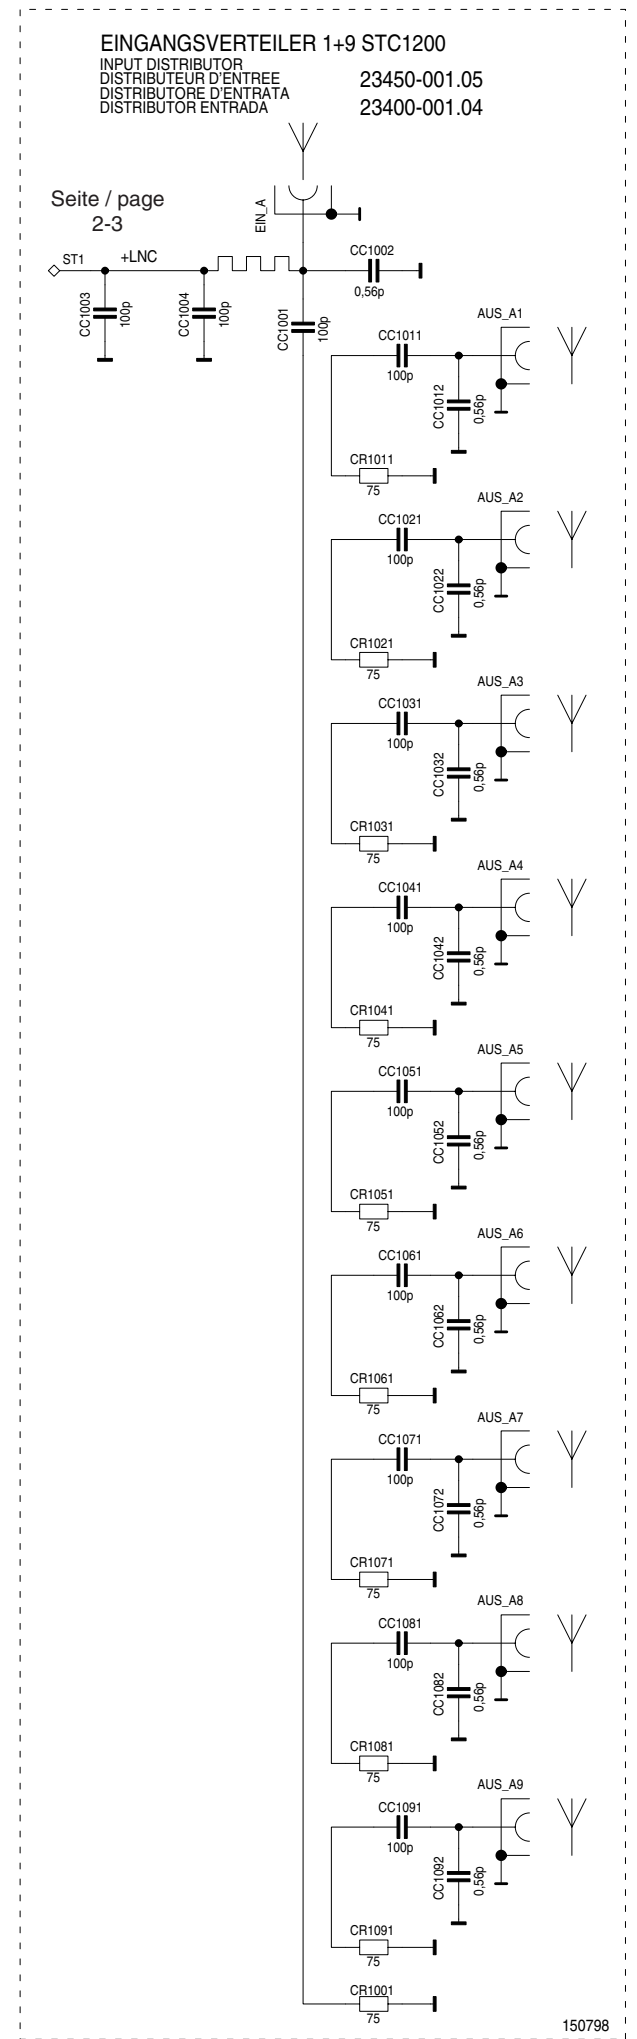 EINGANGSVERTEILER 1+9 STC1200
INPUT DISTRIBUTOR
DISTRIBUTEUR D'ENTREE
DISTRIBUTORE D'ENTRATA
DISTRIBUTOR ENTRADA
23450-001.05
23400-001.04
Seite / page
2-3
EIN_A
ST1
+LNC
CC1002
0,56p
CC1003
100p
CC1004
100p
CC1001
100p
AUS_A1
CC1011
100p
CC1012
0,56p
CR1011
75
AUS_A2
CC1021
100p
CC1022
0,56p
CR1021
75
AUS_A3
CC1031
100p
CC1032
0,56p
CR1031
75
AUS_A4
CC1041
100p
CC1042
0,56p
CR1041
75
AUS_A5
CC1051
100p
CC1052
0,56p
CR1051
75
AUS_A6
CC1061
100p
CC1062
0,56p
CR1061
75
AUS_A7
CC1071
100p
CC1072
0,56p
CR1071
75
AUS_A8
CC1081
100p
CC1082
0,56p
CR1081
75
AUS_A9
CC1091
100p
CC1092
0,56p
CR1091
75
CR1001
75
150798